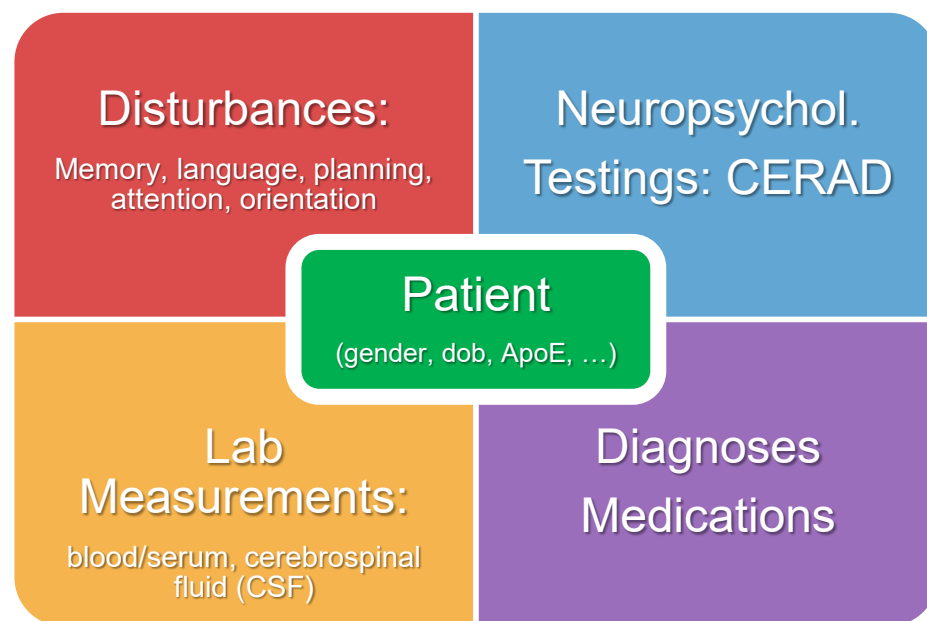 Disturbances:
Memory, language, planning,
attention, orientation
Neuropsychol.
Testings: CERAD
Patient
(gender, dob, ApoE, …)
Lab
Measurements:
blood/serum, cerebrospinal
fluid (CSF)
Diagnoses
Medications